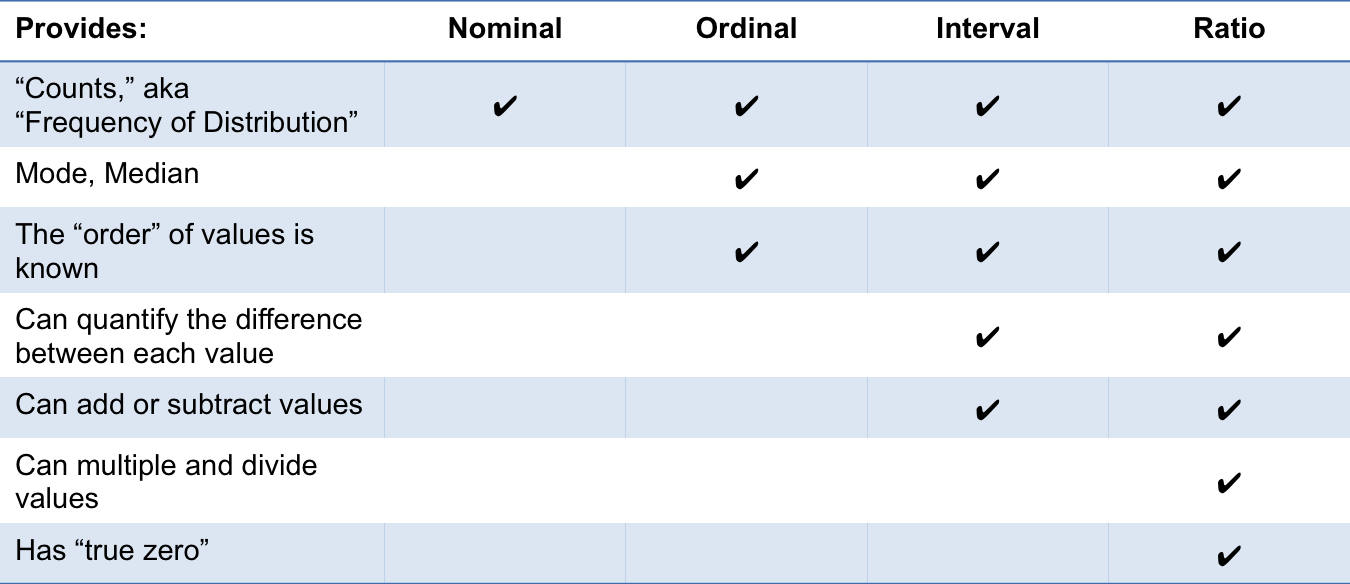 Provides: Nominal Ordinal Interval Ratio
“Counts,” aka
“Frequency of Distribution” ✔ ✔ ✔ ✔
Mode, Median ✔ ✔ ✔
The “order” of values is
known ✔ ✔ ✔
Can quantify the difference
between each value ✔ ✔
Can add or subtract values ✔ ✔
Can multiple and divide
values ✔
Has “true zero” ✔